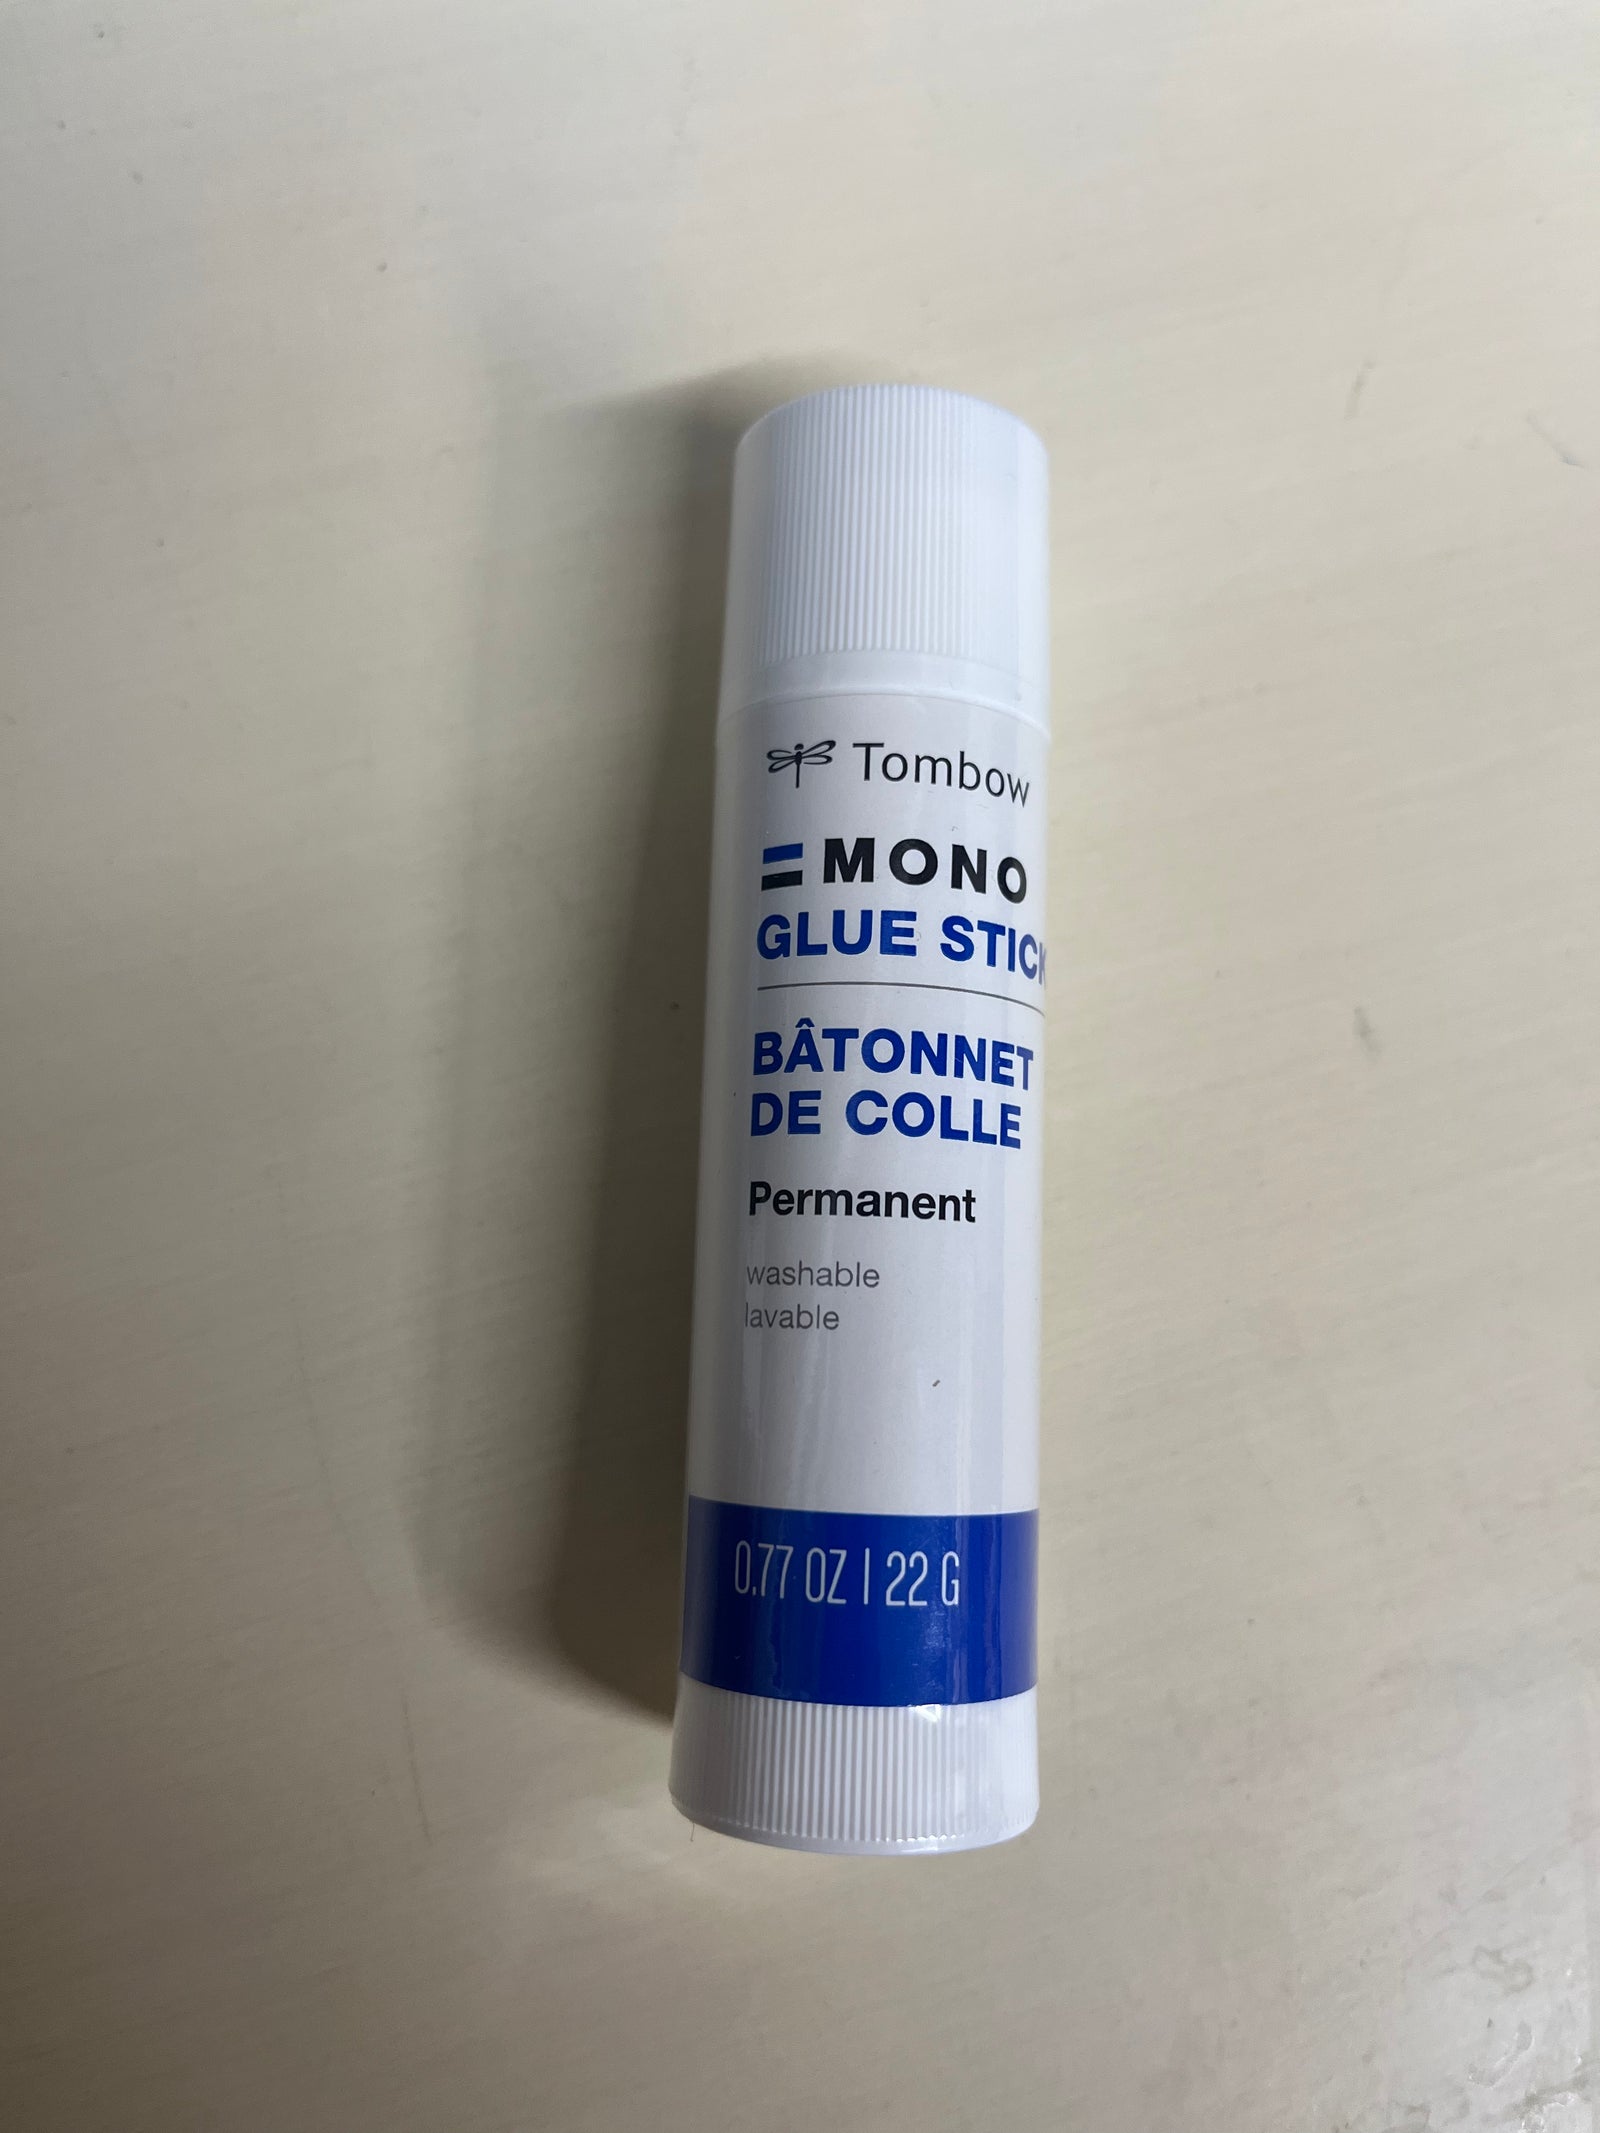 Tombow
MONO
GLUE STICK
BÂTONNET
DE COLLE
Permanent
washable
lavable
0.77 OZ | 22 G